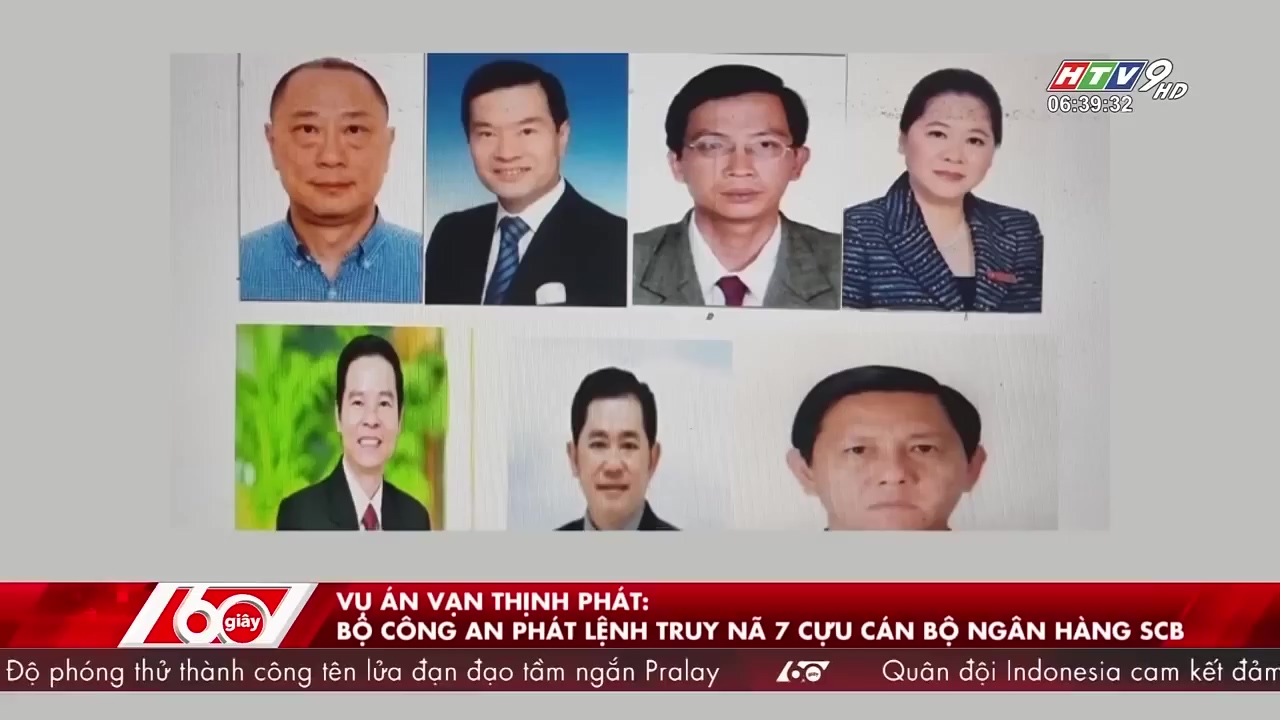 HTV9 HD
06:39:32
60 giây
VỤ ÁN VẠN THỊNH PHÁT:
BỘ CÔNG AN PHÁT LỆNH TRUY NÃ 7 CỰU CÁN BỘ NGÂN HÀNG SCB
Độ phóng thử thành công tên lửa đạn đạo tầm ngắn Pralay 60 giây Quân đội Indonesia cam kết đảm